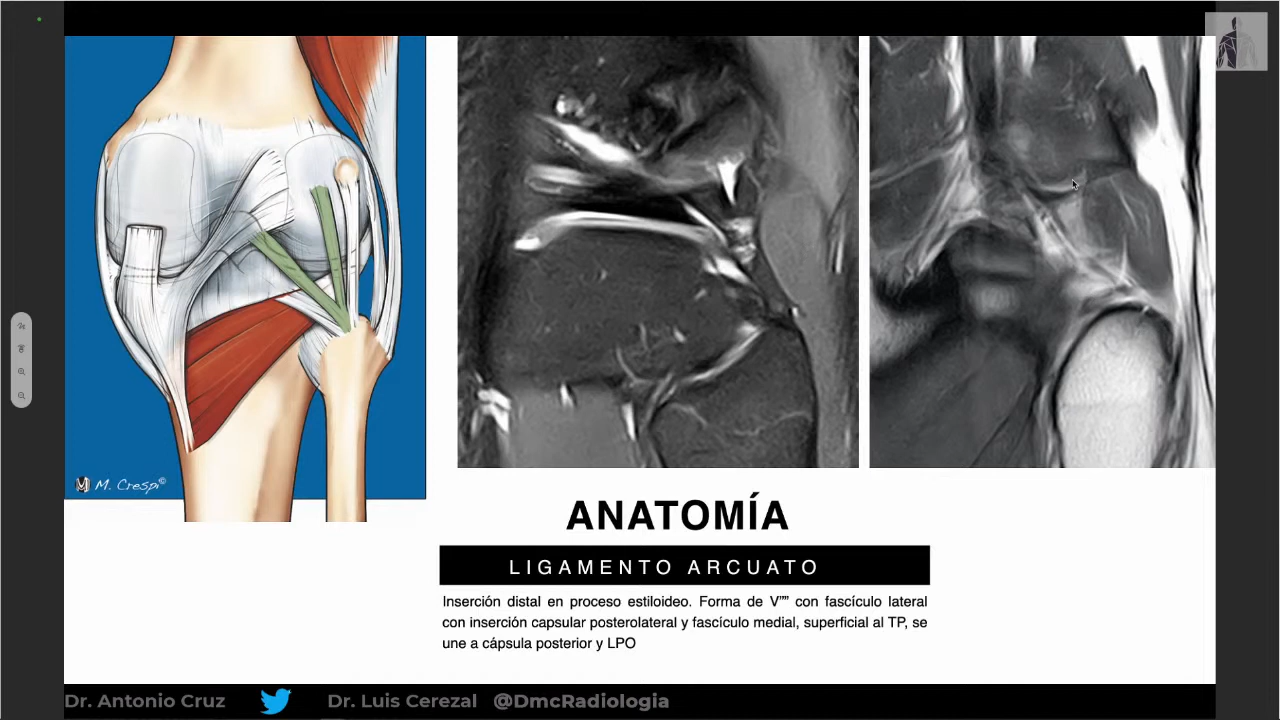 M. Crespi©
ANATOMÍA
LIGAMENTO ARCUATO
Inserción distal en proceso estiloideo. Forma de V”” con fascículo lateral
con inserción capsular posterolateral y fascículo medial, superficial al TP, se
une a cápsula posterior y LPO
Dr. Antonio Cruz
Dr. Luis Cerezal
@DmcRadiologia